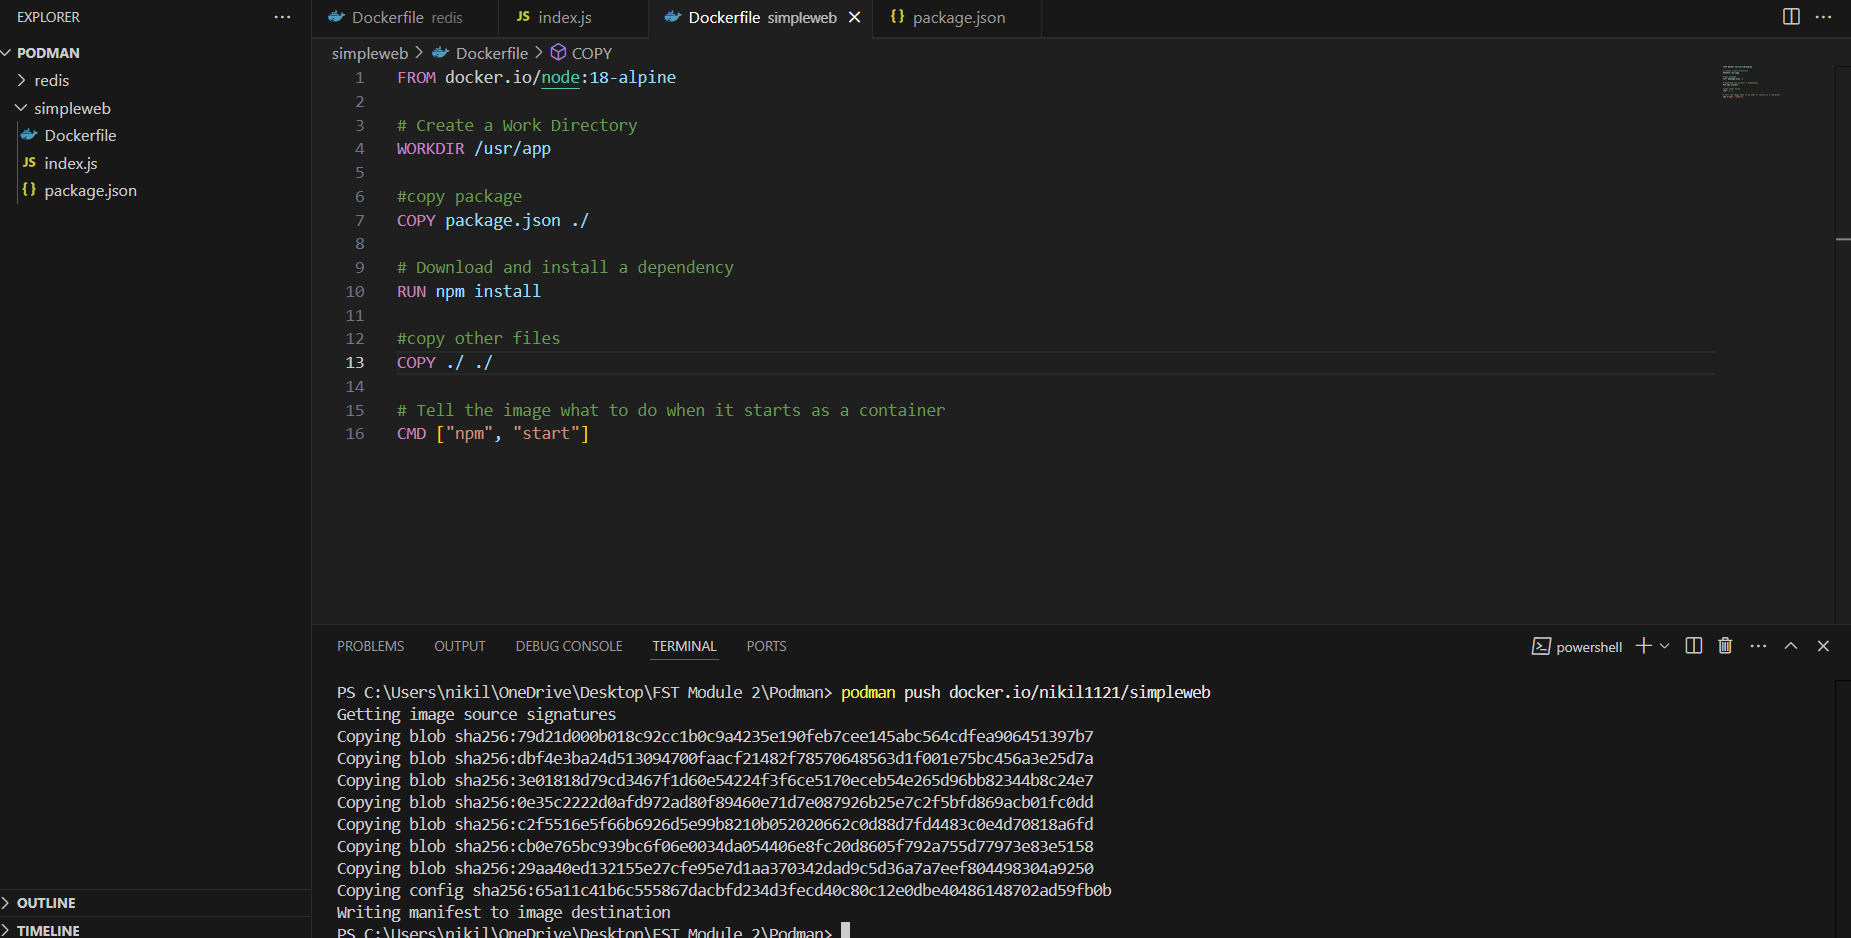 EXPLORER
PODMAN
redis
simpleweb
Dockerfile
JS index.js
{} package.json
OUTLINE
TIMELINE
Dockerfile redis
JS index.js
Dockerfile simpleweb
{} package.json
simpleweb > Dockerfile > COPY
1 FROM docker.io/node:18-alpine
2
3 # Create a Work Directory
4 WORKDIR /usr/app
5
6 #copy package
7 COPY package.json ./
8
9 # Download and install a dependency
10 RUN npm install
11
12 #copy other files
13 COPY ./ ./
14
15 # Tell the image what to do when it starts as a container
16 CMD ["npm", "start"]
PROBLEMS OUTPUT DEBUG CONSOLE TERMINAL PORTS
powershell
PS C:\Users\nikil\OneDrive\Desktop\FST Module 2\Podman> podman push docker.io/nikil1121/simpleweb
Getting image source signatures
Copying blob sha256:79d21d000b018c92cc1b0c9a4235e190feb7cee145abc564cdfea906451397b7
Copying blob sha256:dbf4e3ba24d513094700faacf21482f78570648563d1f001e75bc456a3e25d7a
Copying blob sha256:3e01818d79cd3467f1d60e54224f3f6ce5170eceb54e265d96bb82344b8c24e7
Copying blob sha256:0e35c2222d0afd972ad80f89460e71d7e087926b25e7c2f5bfd869acb01fc0dd
Copying blob sha256:c2f5516e5f66b6926d5e99b8210b052020662c0d88d7fd4483c0e4d70818a6fd
Copying blob sha256:cb0e765bc939bc6f06e0034da054406e8fc20d8605f792a755d77973e83e5158
Copying blob sha256:29aa40ed132155e27cfe95e7d1aa370342dad9c5d36a7a7eef804498304a9250
Copying config sha256:65a11c41b6c555867dacbfd234d3fecd40c80c12e0dbe40486148702ad59fb0b
Writing manifest to image destination
PS C:\Users\nikil\OneDrive\Desktop\FST Module 2\Podman>